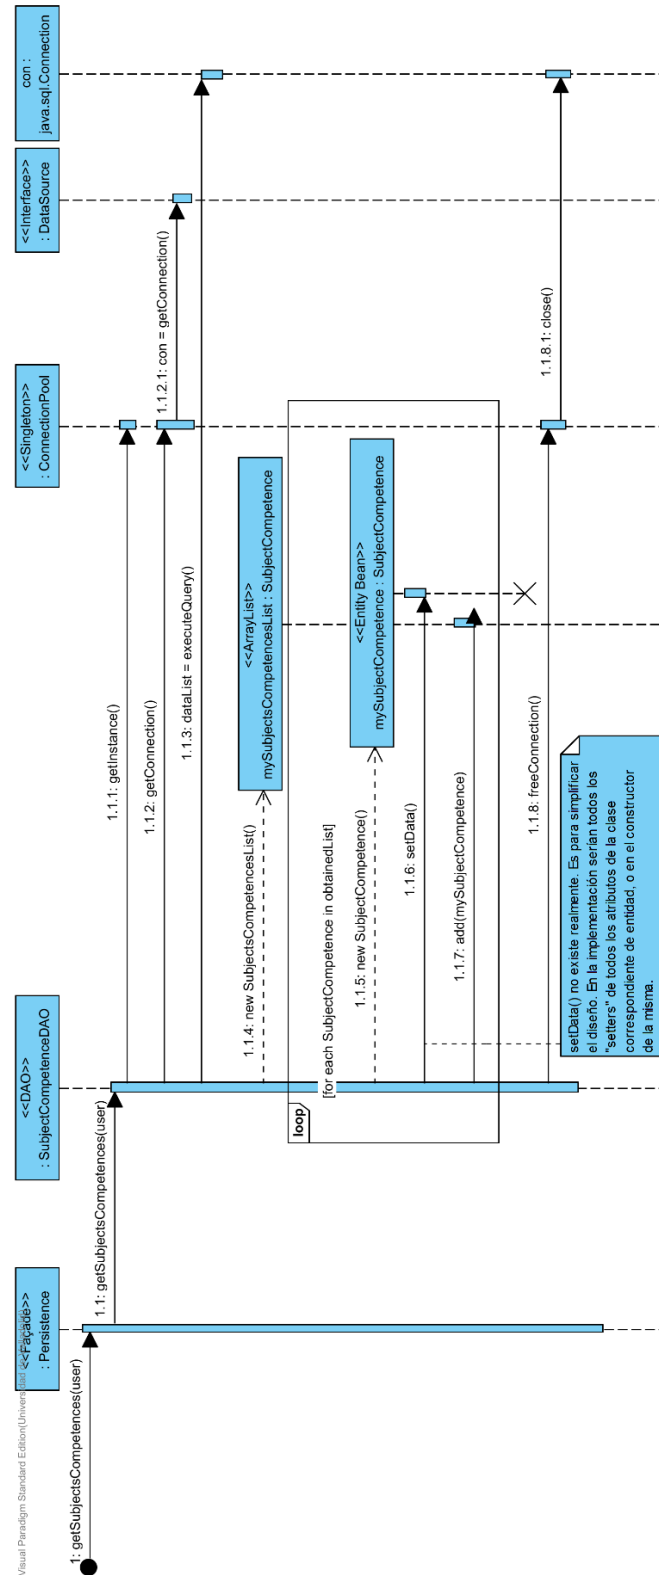 Visual Paradigm Standard Edition(Universidad de
<<Façade>>
: Persistence
<<DAO>>
: SubjectCompetenceDAO
<<Singleton>>
: ConnectionPool
<<Interface>>
: DataSource
con :
java.sql.Connection
1: getSubjectsCompetences(user)
1.1: getSubjectsCompetences(user)
1.1.1: getInstance()
1.1.2: getConnection()
1.1.2.1: con = getConnection()
1.1.3: dataList = executeQuery()
1.1.4: new SubjectsCompetencesList()
<<ArrayList>>
mySubjectsCompetencesList : SubjectCompetence
loop
[for each SubjectCompetence in obtainedList]
1.1.5: new SubjectCompetence()
<<Entity Bean>>
mySubjectCompetence : SubjectCompetence
1.1.6: setData()
1.1.7: add(mySubjectCompetence)
1.1.8: freeConnection()
1.1.8.1: close()
setData() no existe realmente. Es para simplificar
el diseño. En la implementación serían todos los
"setters" de todos los atributos de la clase
correspondiente de entidad, o en el constructor
de la misma.